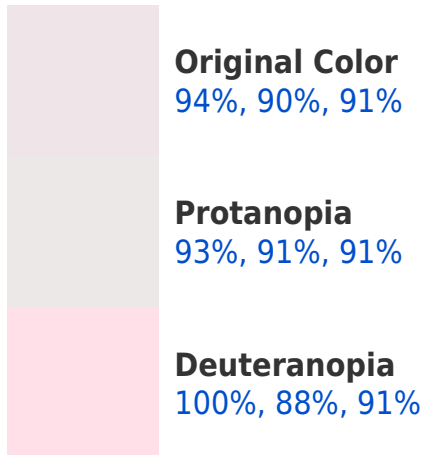 Original Color
94%, 90%, 91%
Protanopia
93%, 91%, 91%
Deuteranopia
100%, 88%, 91%